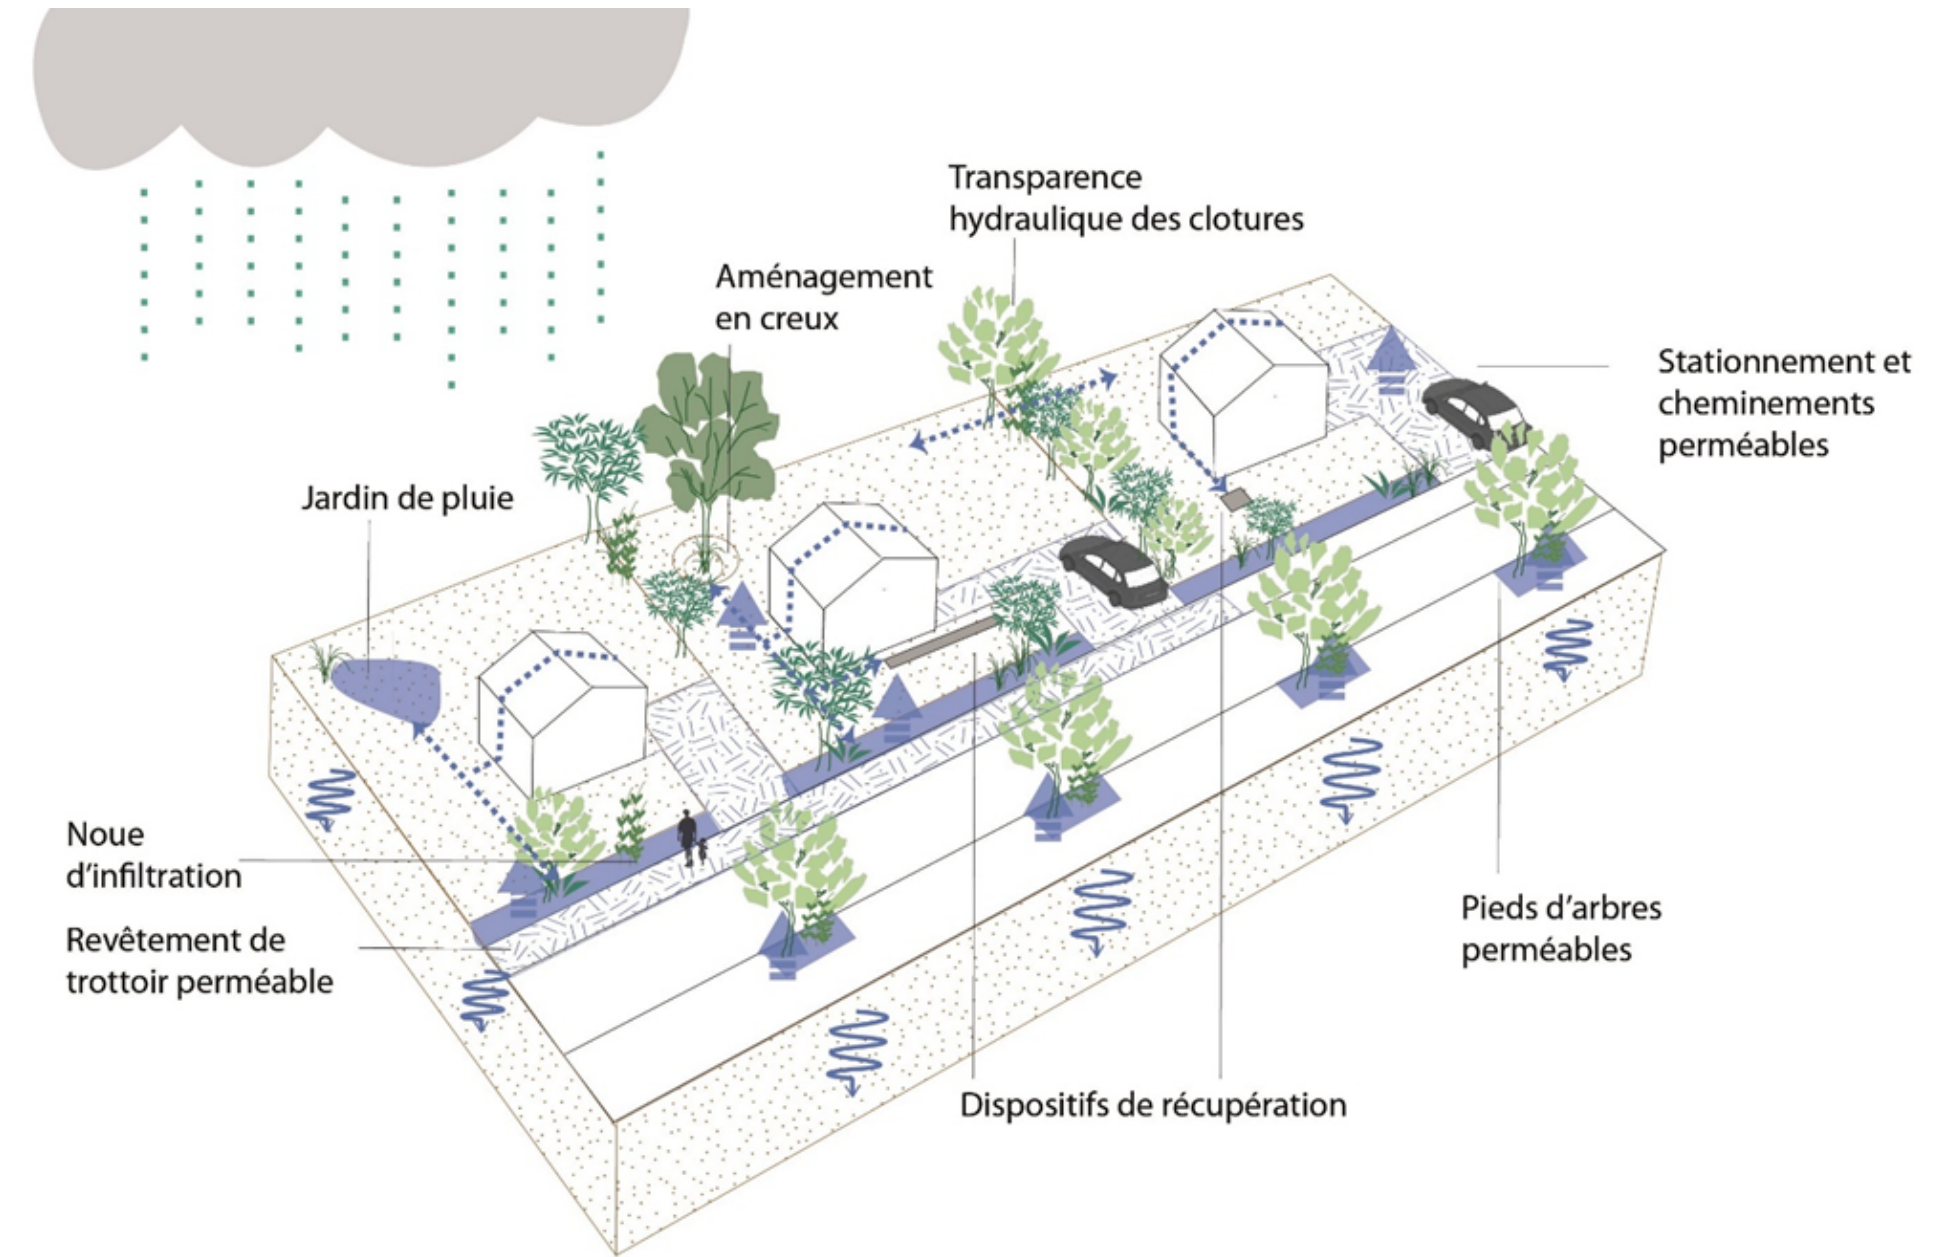 Transparence
hydraulique des clotures
Aménagement
en creux
Stationnement et
cheminements
perméables
Jardin de pluie
Noue
d'infiltration
Revêtement de
trottoir perméable
Pieds d'arbres
perméables
Dispositifs de récupération